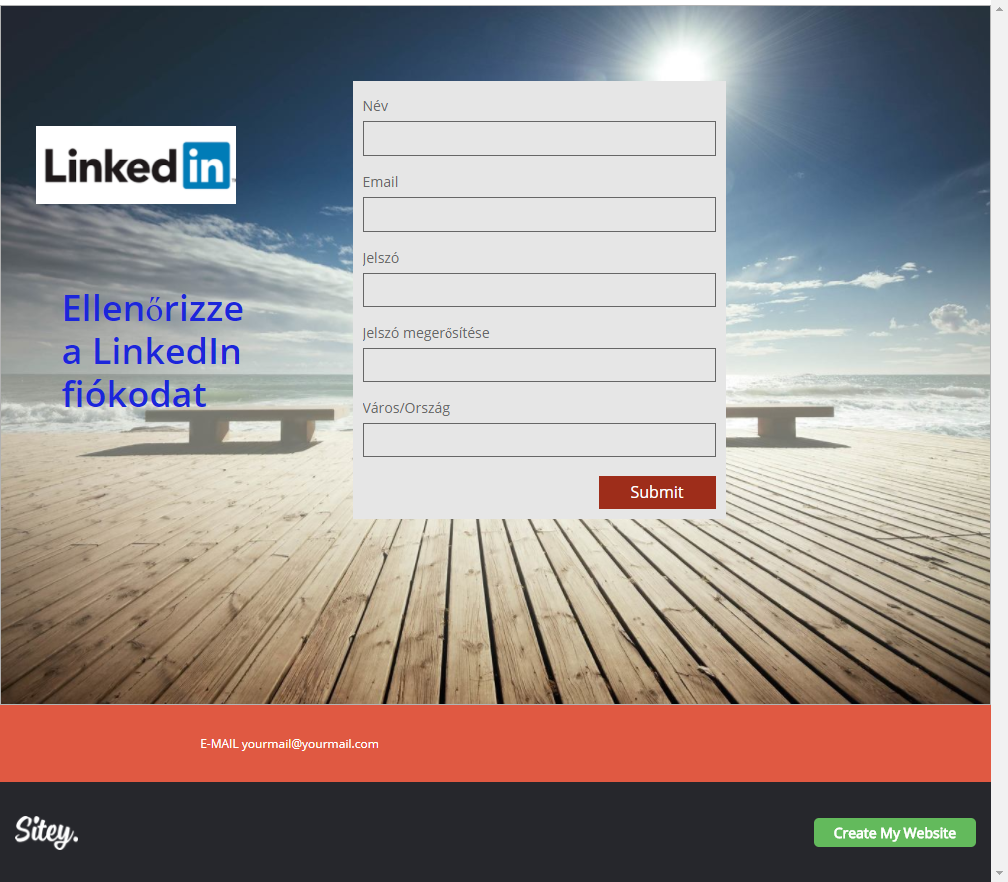 Linkedin
Ellenőrizze
a LinkedIn
fiókodat
Név
Email
Jelszó
Jelszó megerősítése
Város/Ország
Submit
E-MAIL yourmail@yourmail.com
Sitey.
Create My Website